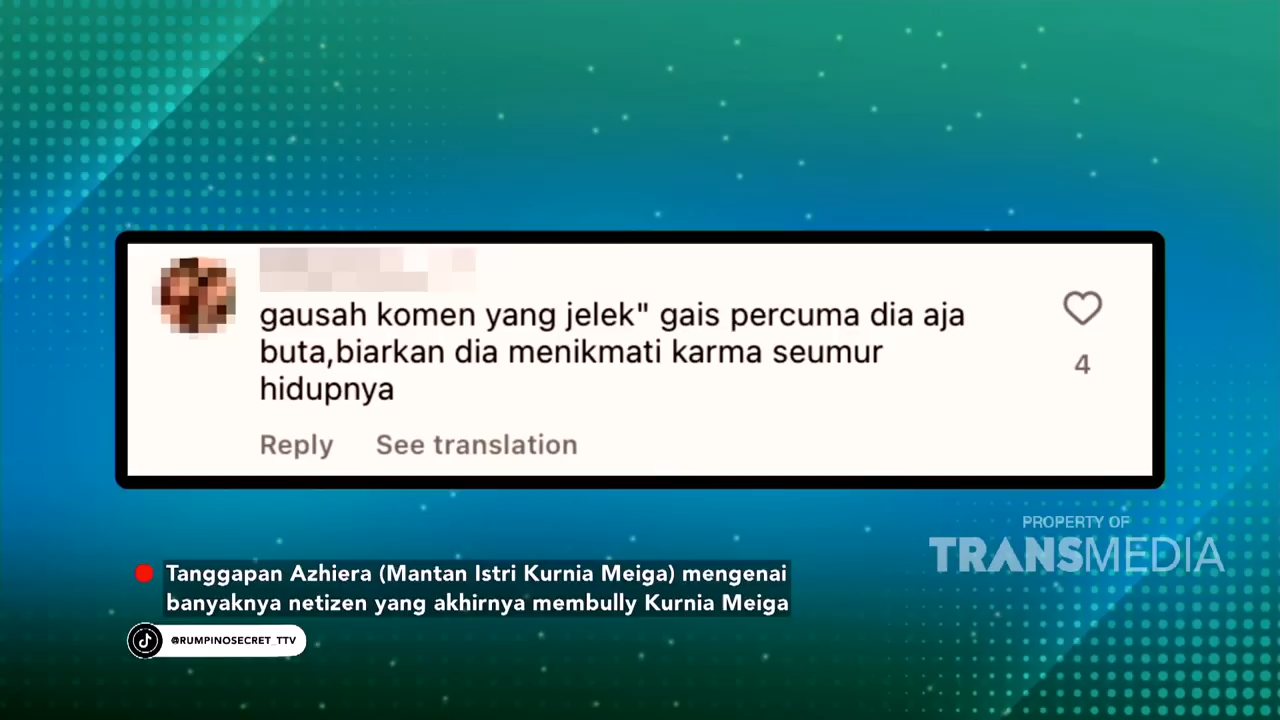 gausah komen yang jelek" gais percuma dia aja
buta,biarkan dia menikmati karma seumur
hidupnya
4
Reply See translation
PROPERTY OF
TRANSMEDIA
Tanggapan Azhiera (Mantan Istri Kurnia Meiga) mengenai
banyaknya netizen yang akhirnya membully Kurnia Meiga
@RUMPINOSECRET_TTV